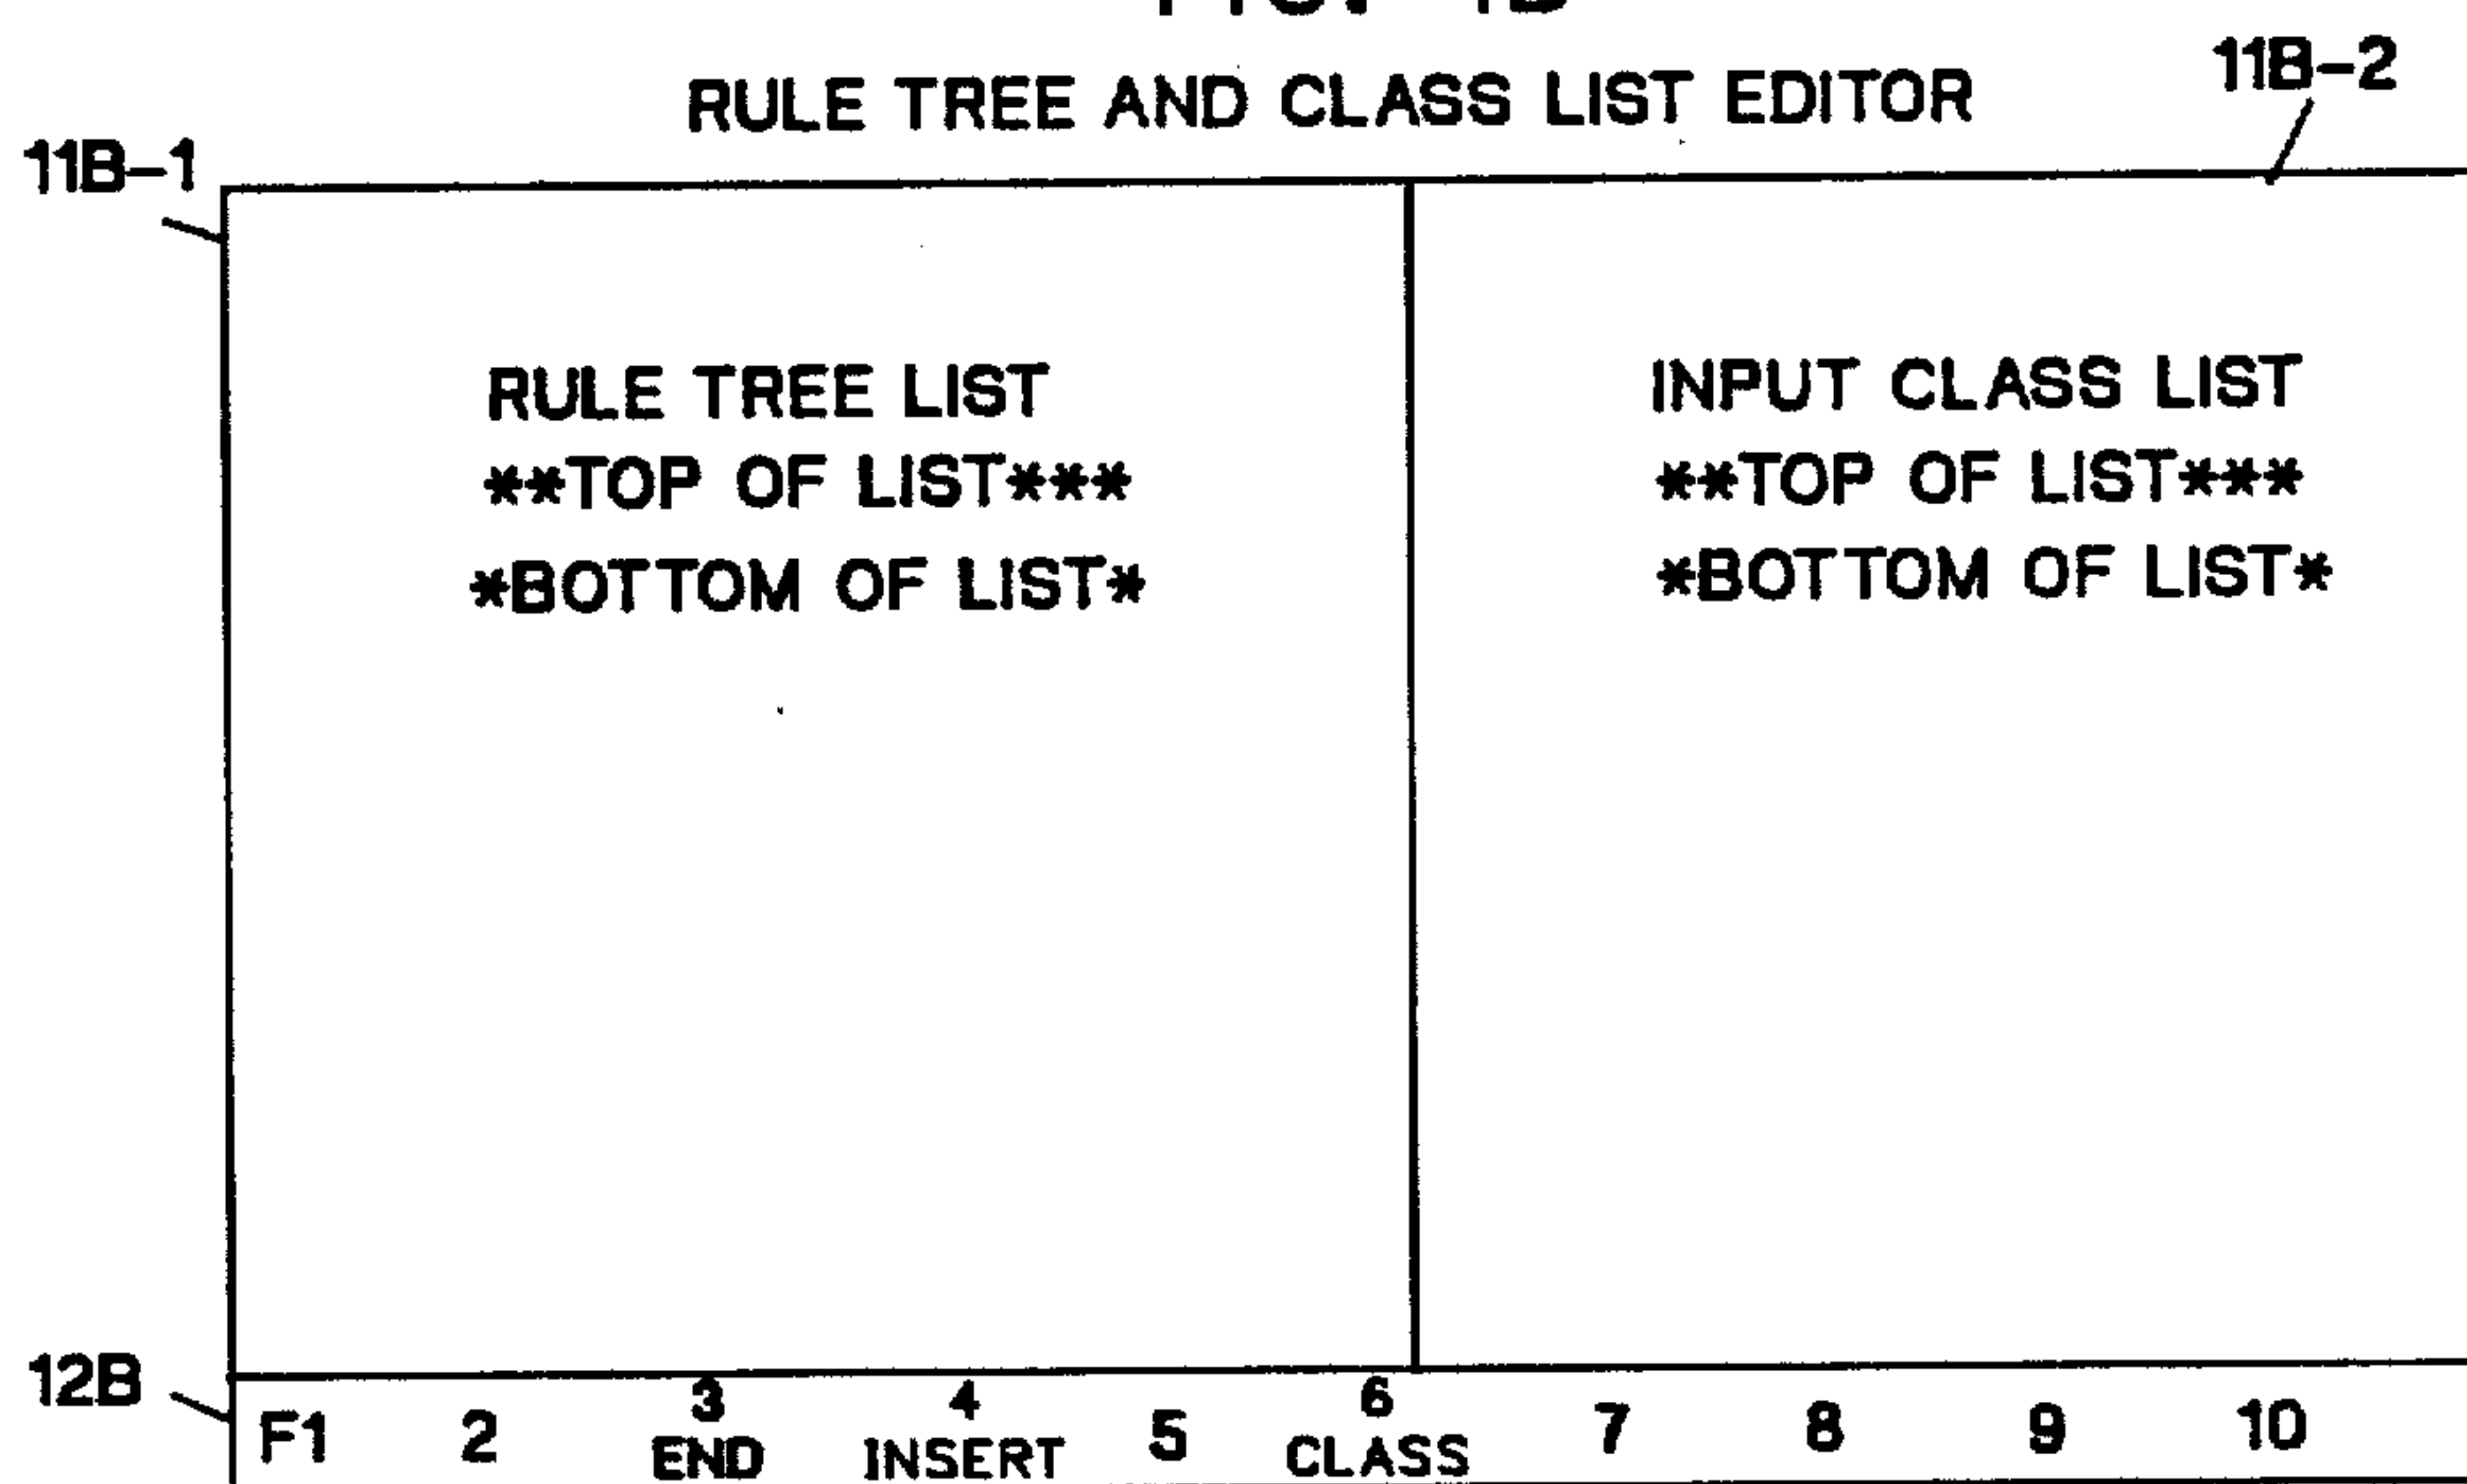 RULE TREE AND CLASS LIST EDITOR
11B-2
11B-1
RULE TREE LIST
**TOP OF LIST***
*BOTTOM OF LIST*
INPUT CLASS LIST
**TOP OF LIST***
*BOTTOM OF LIST*
12B
F1 2 3 4 5 6 7 8 9 10
END INSERT CLASS